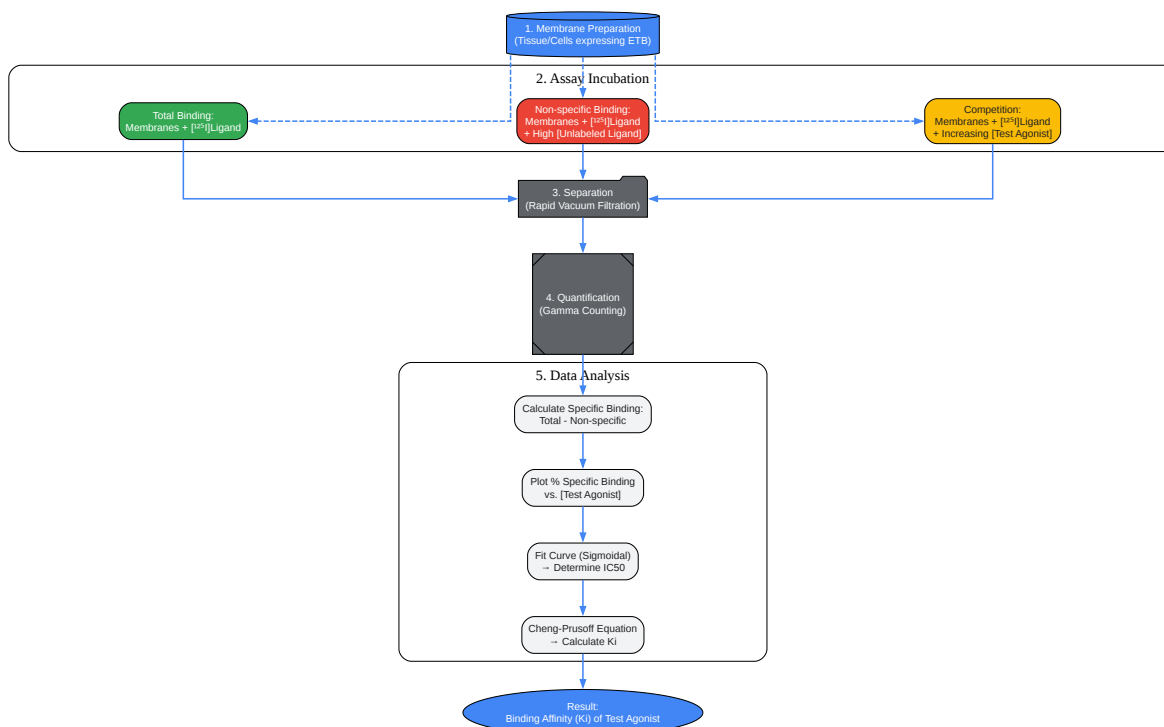 1. Membrane Preparation
(Tissue/Cells expressing ETB)
2. Assay Incubation
Total Binding:
Membranes + [¹²⁵I]Ligand
Non-specific Binding:
Membranes + [¹²⁵I]Ligand
+ High [Unlabeled Ligand]
Competition:
Membranes + [¹²⁵I]Ligand
+ Increasing [Test Agonist]
3. Separation
(Rapid Vacuum Filtration)
4. Quantification
(Gamma Counting)
5. Data Analysis
Calculate Specific Binding:
Total - Non-specific
Plot % Specific Binding
vs. [Test Agonist]
Fit Curve (Sigmoidal)
→ Determine IC50
Cheng-Prusoff Equation
→ Calculate Ki
Result:
Binding Affinity (Ki) of Test Agonist